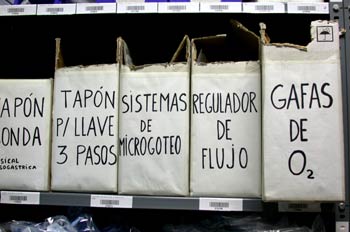 TAPÓN
SONDA
TAPÓN
P/ LLAVE
3 PASOS
SISTEMAS
DE
MICROGOTEO
REGULADOR
DE
FLUJO
GAFAS
DE
O₂